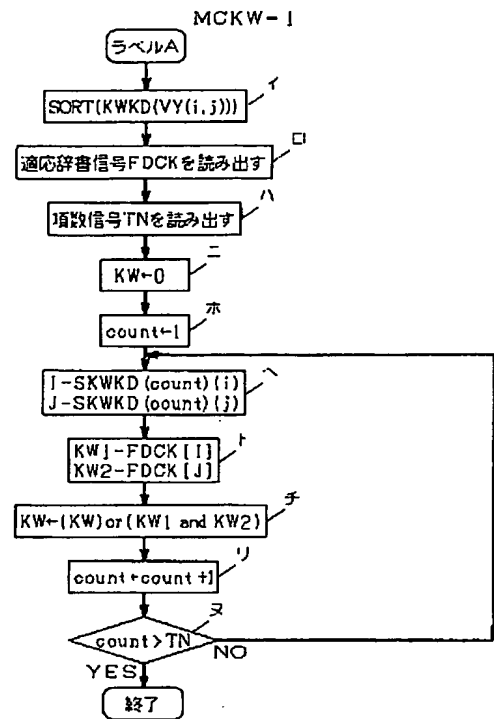 MCKW-1
ラベルA
イ
SORT(KWKD(VY(i,j)))
ロ
適応辞書信号FDCKを読み出す
ハ
項数信号TNを読み出す
ニ
KW←0
ホ
count←1
ヘ
I-SKWKD(count)(i)
J-SKWKD(count)(j)
ト
KW1-FDCK[I]
KW2-FDCK[J]
チ
KW←(KW)or(KW1 and KW2)
リ
count←count+1
ヌ
count>TN
NO
YES
終了